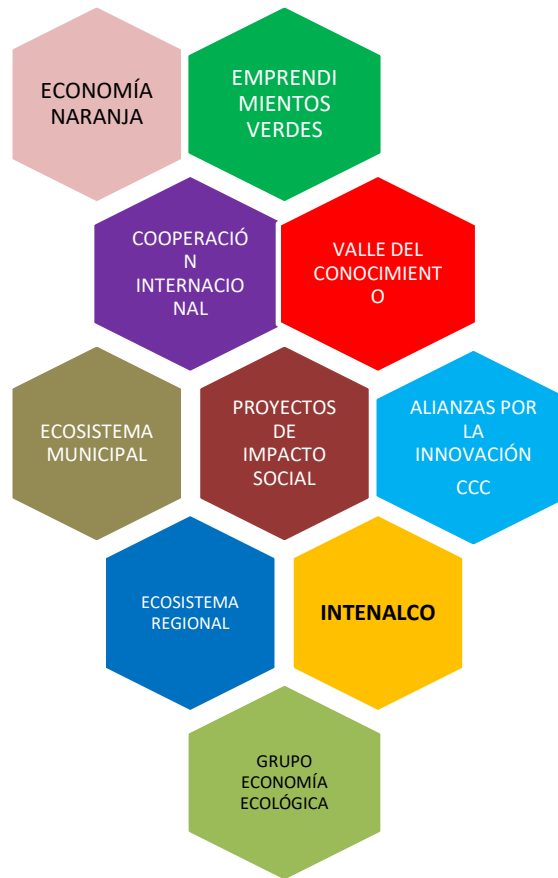 ECONOMÍA
NARANJA
EMPRENDI
MIENTOS
VERDES
COOPERACIÓ
N
INTERNACIO
NAL
VALLE DEL
CONOCIMIENT
O
ECOSISTEMA
MUNICIPAL
PROYECTOS
DE
IMPACTO
SOCIAL
ALIANZAS POR
LA
INNOVACIÓN
CCC
ECOSISTEMA
REGIONAL
INTENALCO
GRUPO
ECONOMÍA
ECOLÓGICA